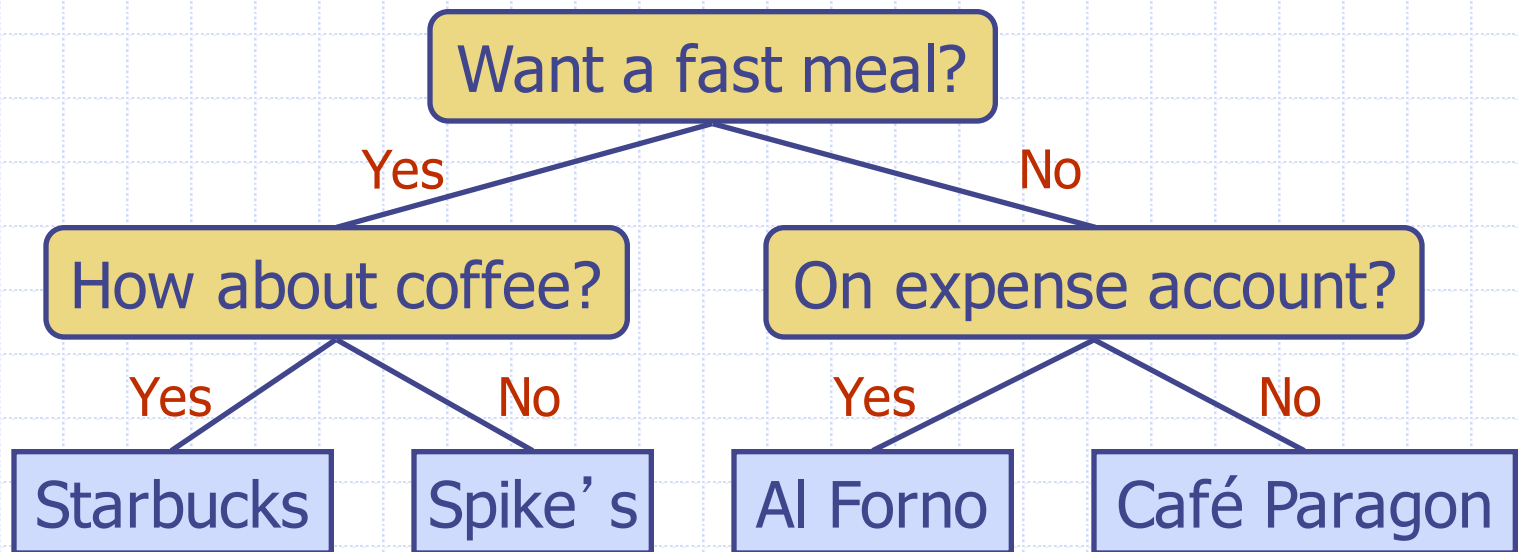 Want a fast meal?
Yes
No
How about coffee?
On expense account?
Yes
No
Yes
No
Starbucks
Spike’s
Al Forno
Café Paragon